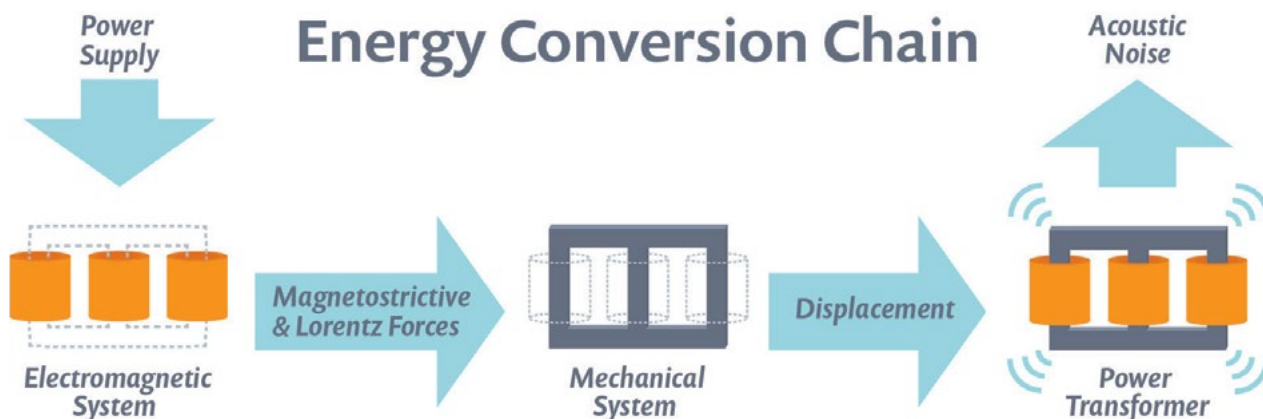 Energy Conversion Chain
Power
Supply
Acoustic
Noise
Magnetostrictive
& Lorentz Forces
Displacement
Electromagnetic
System
Mechanical
System
Power
Transformer